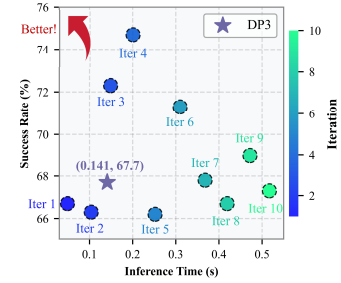 76
74
72
70
68
66
Success Rate (%)
Better!
DP3
Iter 4
Iter 3
Iter 6
(0.141, 67.7)
Iter 9
Iter 7
Iter 1
Iter 2
Iter 5
Iter 8
Iter 10
0.1 0.2 0.3 0.4 0.5
Inference Time (s)
10
8
6
4
2
Iteration